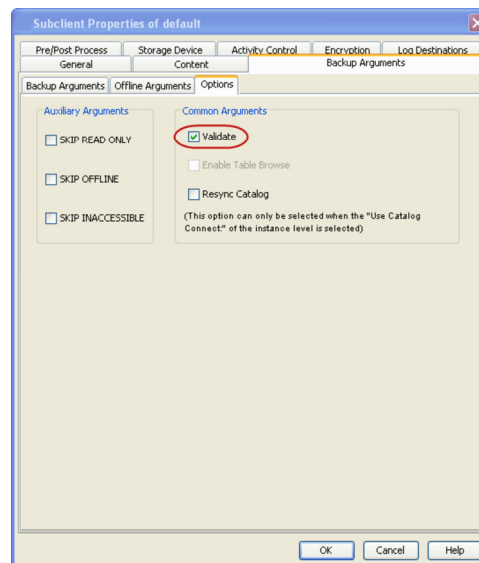 Subclient Properties of default
Pre/Post Process Storage Device Activity Control Encryption Log Destinations
General Content Backup Arguments
Backup Arguments Offline Arguments Options
Auxiliary Arguments Common Arguments
SKIP READ ONLY Validate
Enable Table Browse
SKIP OFFLINE
Resync Catalog
SKIP INACCESSIBLE (This option can only be selected when the "Use Catalog
Connect:" of the instance level is selected)
OK Cancel Help